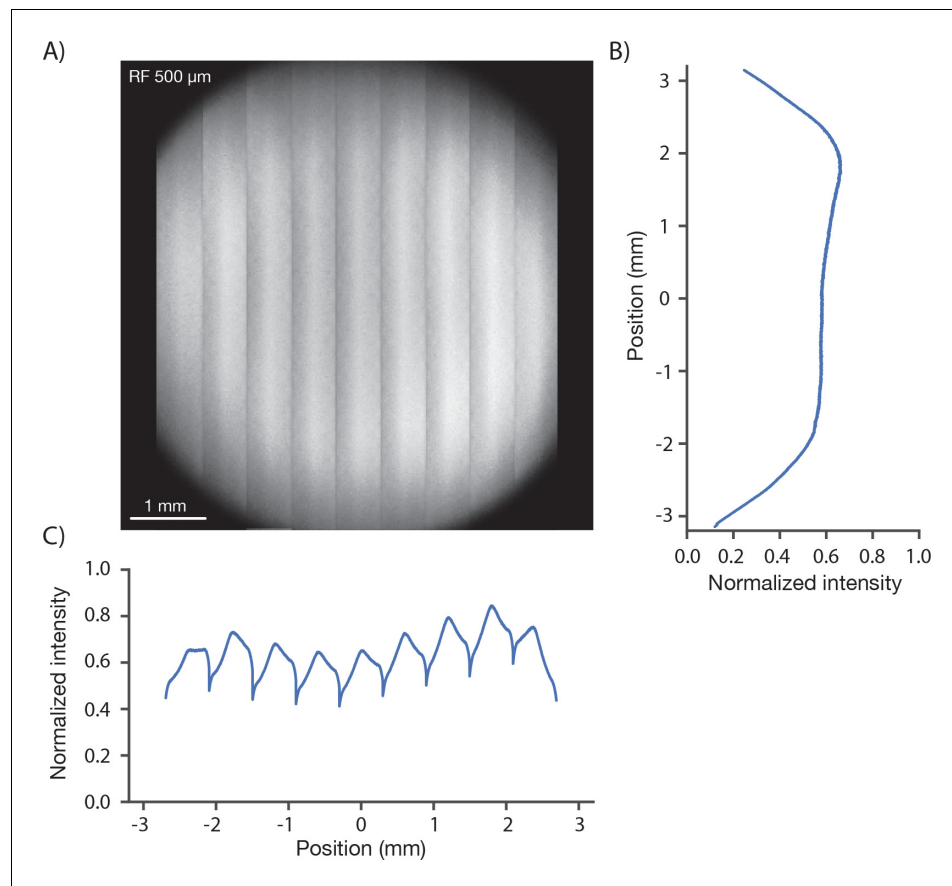 A)
RF 500 µm
1 mm
B)
3
2
1
0
-1
-2
-3
Position (mm)
0.0 0.2 0.4 0.6 0.8 1.0
Normalized intensity
C)
1.0
0.8
0.6
0.4
0.2
0.0
Normalized intensity
-3 -2 -1 0 1 2 3
Position (mm)